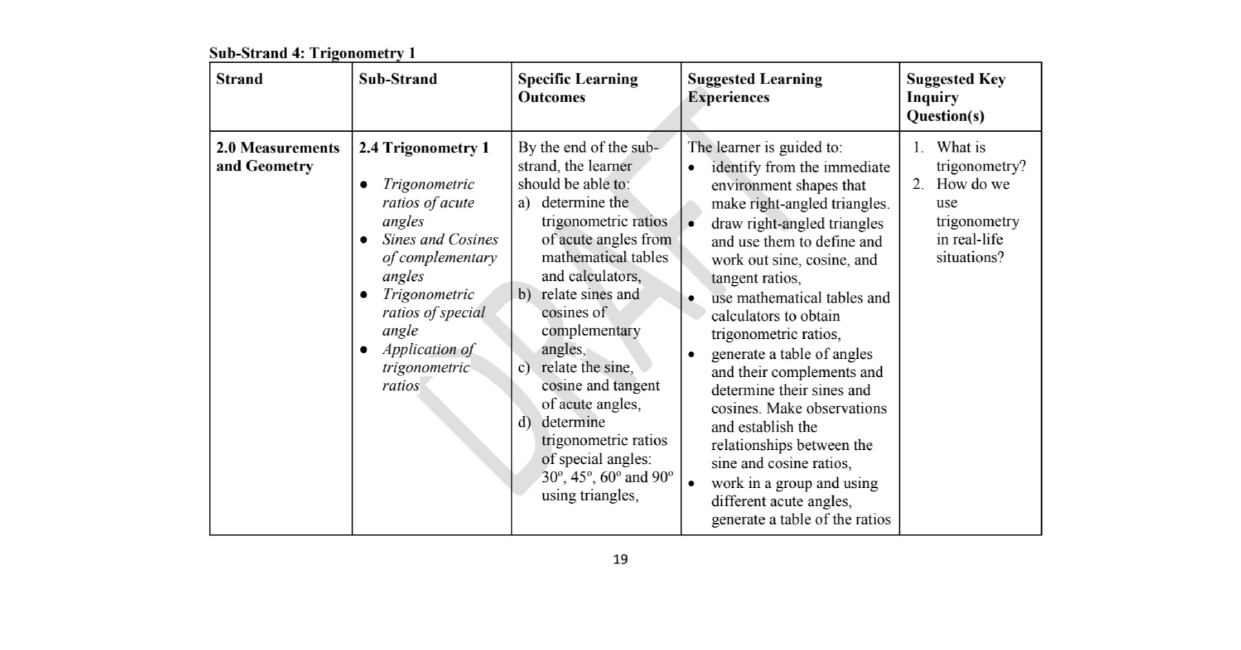 Sub-Strand 4: Trigonometry 1
Strand
Sub-Strand
Specific Learning
Outcomes
Suggested Learning
Experiences
Suggested Key
Inquiry
Question(s)
2.0 Measurements
and Geometry
2.4 Trigonometry 1
● Trigonometric
ratios of acute
angles
● Sines and Cosines
of complementary
angles
● Trigonometric
ratios of special
angle
● Application of
trigonometric
ratios
By the end of the sub-
strand, the learner
should be able to:
a) determine the
trigonometric ratios
of acute angles from
mathematical tables
and calculators,
b) relate sines and
cosines of
complementary
angles,
c) relate the sine,
cosine and tangent
of acute angles,
d) determine
trigonometric ratios
of special angles:
30º, 45º, 60º and 90º
using triangles,
The learner is guided to:
● identify from the immediate
environment shapes that
make right-angled triangles.
● draw right-angled triangles
and use them to define and
work out sine, cosine, and
tangent ratios,
● use mathematical tables and
calculators to obtain
trigonometric ratios,
● generate a table of angles
and their complements and
determine their sines and
cosines. Make observations
and establish the
relationships between the
sine and cosine ratios,
● work in a group and using
different acute angles,
generate a table of the ratios
1. What is
trigonometry?
2. How do we
use
trigonometry
in real-life
situations?
DRAFT
19